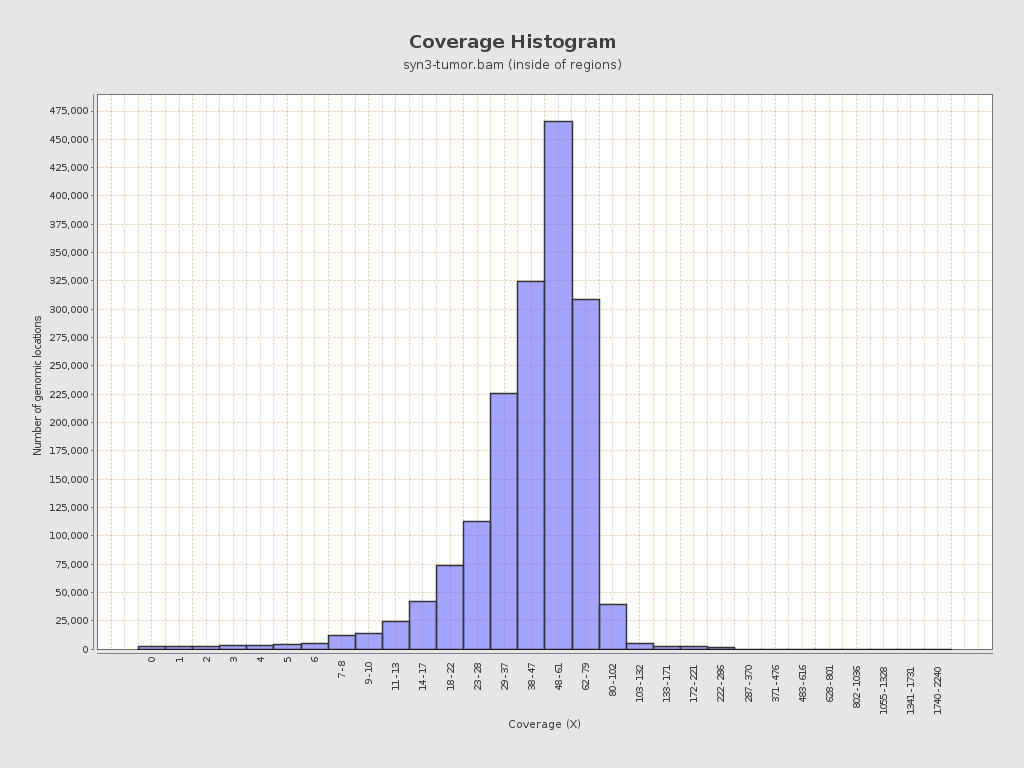 Coverage Histogram
syn3-tumor.bam (inside of regions)
475,000
450,000
425,000
400,000
375,000
350,000
325,000
300,000
275,000
250,000
225,000
200,000
175,000
150,000
125,000
100,000
75,000
50,000
25,000
0
Number of genomic locations
0
1
2
3
4
5
6
7 - 8
9 - 10
11 - 13
14 - 17
18 - 22
23 - 28
29 - 37
38 - 47
48 - 61
62 - 79
80 - 102
103 - 132
133 - 171
172 - 221
222 - 286
287 - 370
371 - 476
483 - 616
628 - 801
802 - 1036
1055 - 1328
1341 - 1731
1740 - 2240
Coverage (X)